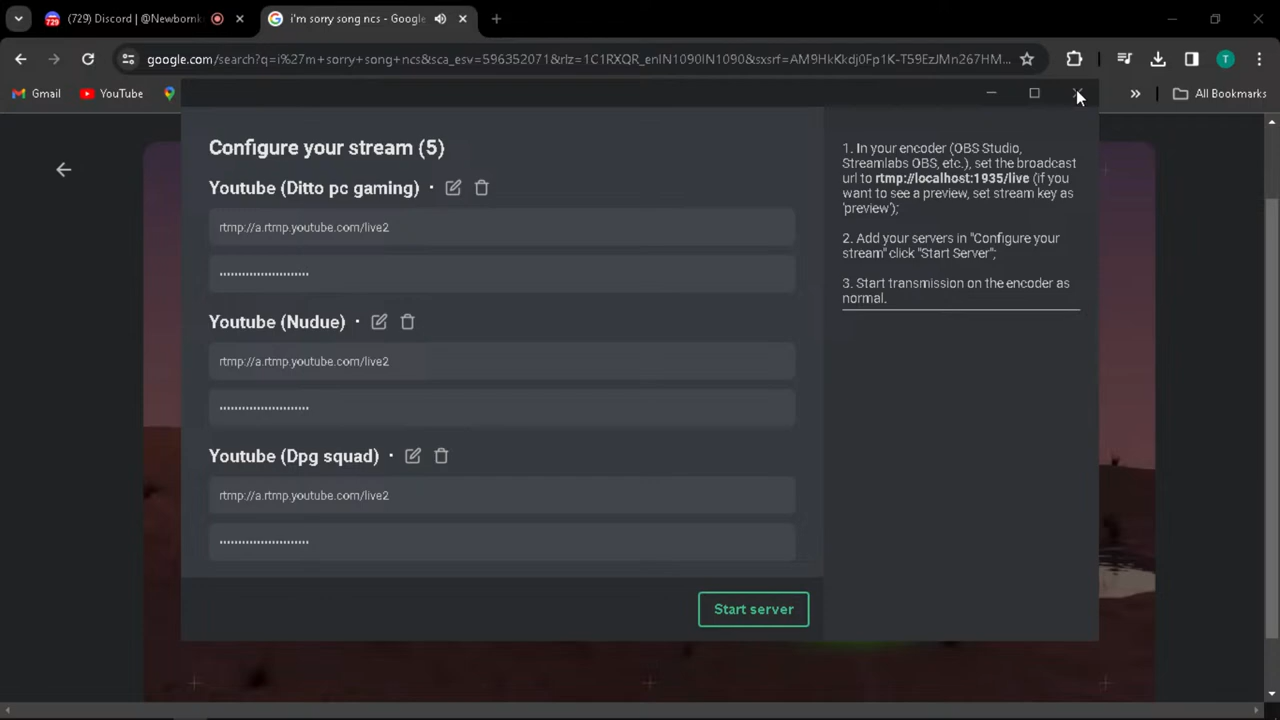 (729) Discord | @Newbornk
i'm sorry song ncs - Google
google.com/search?q=i%27m+sorry+song+ncs&sca_esv=596352071&rlz=1C1RXQR_enIN1090IN1090&sxsrf=AM9HkKkdj0Fp1K-T59EzJMn267HM...
T
Gmail
YouTube
»
All Bookmarks
Configure your stream (5)
Youtube (Ditto pc gaming) •
rtmp://a.rtmp.youtube.com/live2
Youtube (Nudue) •
rtmp://a.rtmp.youtube.com/live2
Youtube (Dpg squad) •
rtmp://a.rtmp.youtube.com/live2
Start server
1. In your encoder (OBS Studio,
Streamlabs OBS, etc.), set the broadcast
url to rtmp://localhost:1935/live (if you
want to see a preview, set stream key as
'preview');
2. Add your servers in "Configure your
stream" click "Start Server";
3. Start transmission on the encoder as
normal.